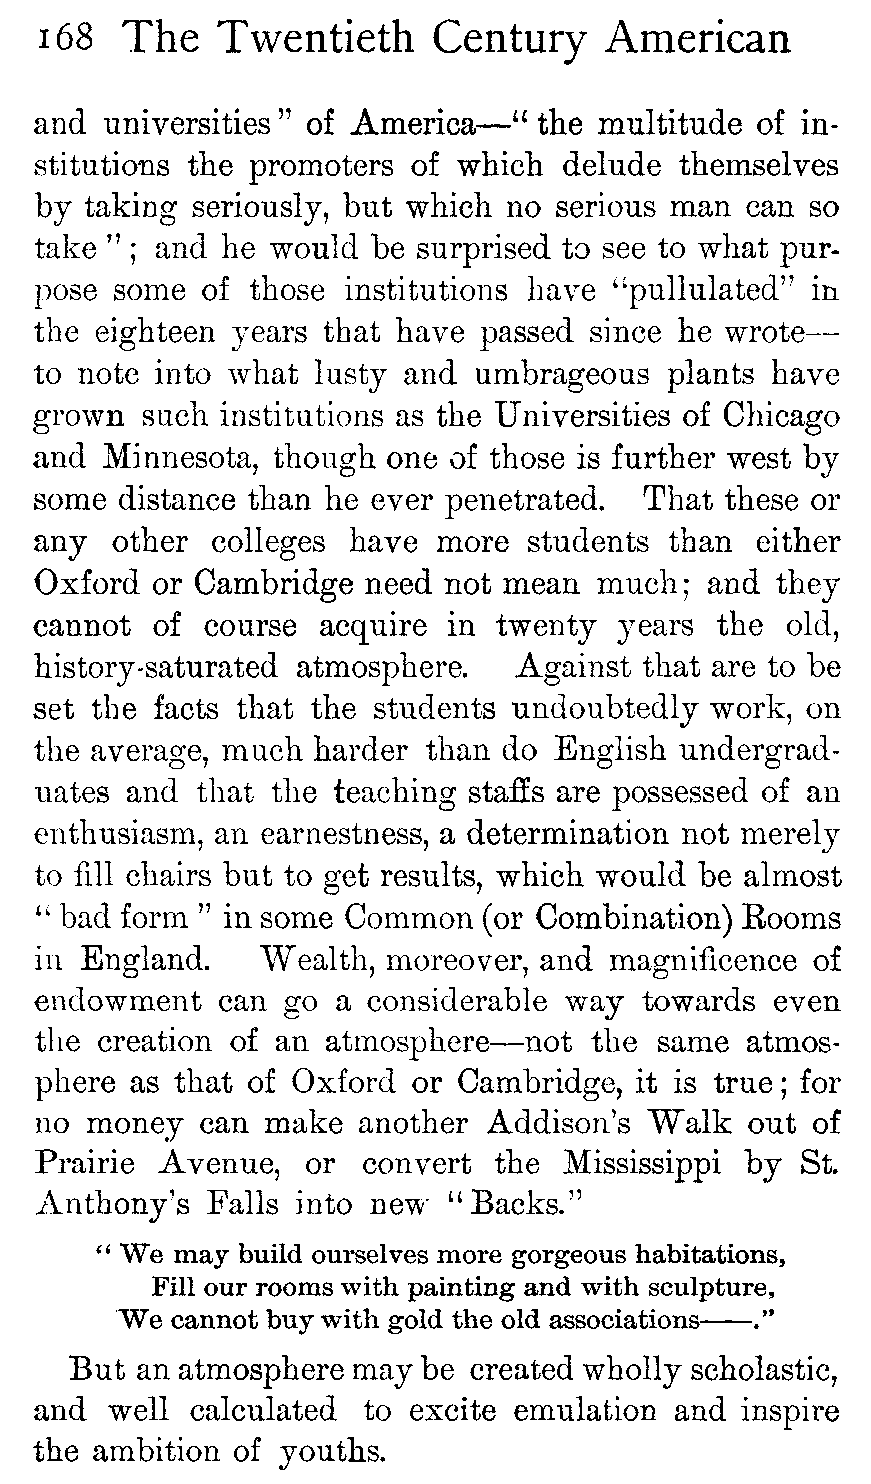 168 The Twentieth Century American
and universities" of America—"the multitude of in-
stitutions the promoters of which delude themselves
by taking seriously, but which no serious man can so
take"; and he would be surprised to see to what pur-
pose some of those institutions have "pullulated" in
the eighteen years that have passed since he wrote—
to note into what lusty and umbrageous plants have
grown such institutions as the Universities of Chicago
and Minnesota, though one of those is further west by
some distance than he ever penetrated. That these or
any other colleges have more students than either
Oxford or Cambridge need not mean much; and they
cannot of course acquire in twenty years the old,
history-saturated atmosphere. Against that are to be
set the facts that the students undoubtedly work, on
the average, much harder than do English undergrad-
uates and that the teaching staffs are possessed of an
enthusiasm, an earnestness, a determination not merely
to fill chairs but to get results, which would be almost
"bad form" in some Common (or Combination) Rooms
in England. Wealth, moreover, and magnificence of
endowment can go a considerable way towards even
the creation of an atmosphere—not the same atmos-
phere as that of Oxford or Cambridge, it is true; for
no money can make another Addison's Walk out of
Prairie Avenue, or convert the Mississippi by St.
Anthony's Falls into new "Backs."
"We may build ourselves more gorgeous habitations,
Fill our rooms with painting and with sculpture,
We cannot buy with gold the old associations——."
But an atmosphere may be created wholly scholastic,
and well calculated to excite emulation and inspire
the ambition of youths.